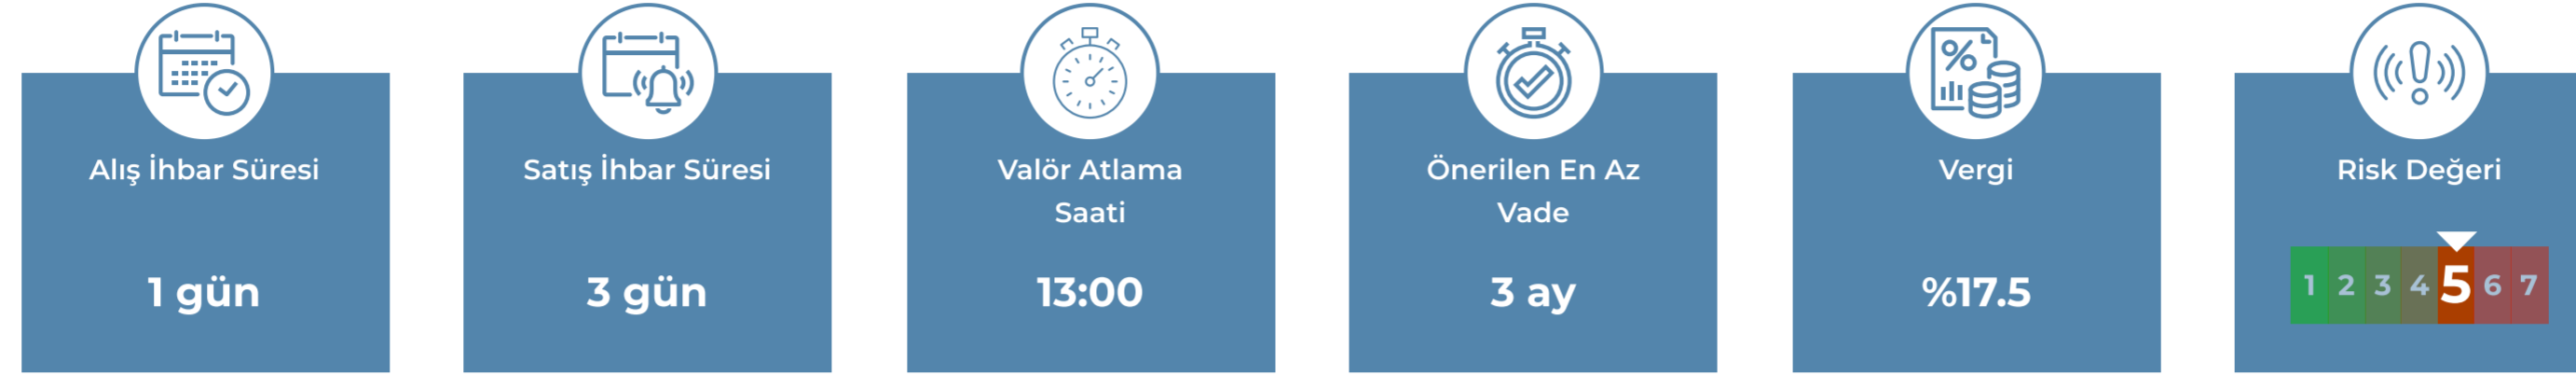 Alış İhbar Süresi
1 gün
Satış İhbar Süresi
3 gün
Valör Atlama
Saati
13:00
Önerilen En Az
Vade
3 ay
%
Vergi
%17.5
Risk Değeri
1 2 3 4 5 6 7